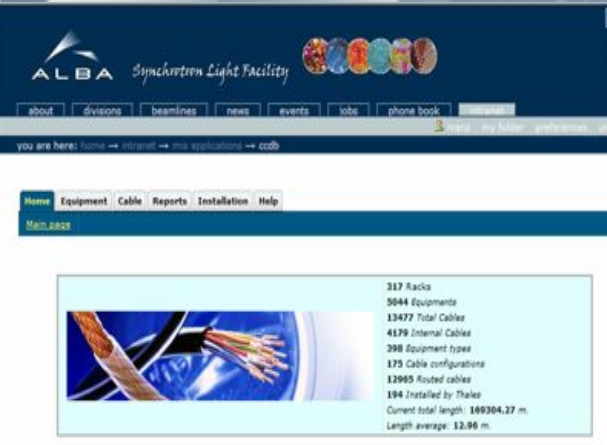 ALBA
Synchrotron Light Facility
about divisions beamlines news events jobs phone book intranet
my folder preferences
you are here: home → intranet → mis applications → ccdb
Home Equipment Cable Reports Installation Help
Main page
317 Racks
5044 Equipments
13477 Total Cables
4179 Internal Cables
398 Equipment types
175 Cable configurations
12965 Routed cables
194 Installed by Thales
Current total length: 169304.27 m.
Length average: 12.96 m.